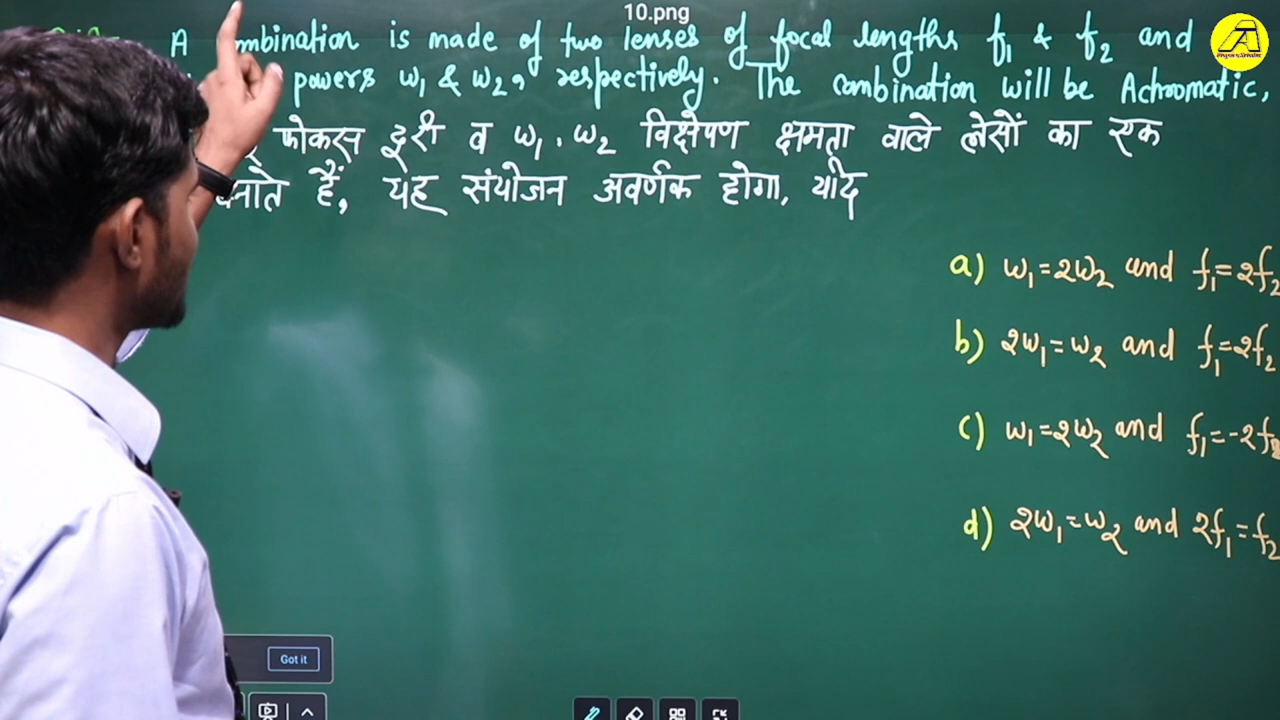 10.png
A mbination is made of two lenses of focal lengths f₁ & f₂ and
powers ω₁ & ω₂, respectively. The combination will be Achromatic,
फोकस दूरी व ω₁, ω₂ विक्षेपण क्षमता वाले लेंसों का एक
बनाते हैं, यह संयोजन अवर्णक होगा, यदि
a) ω₁=2ω₂ and f₁=2f₂
b) 2ω₁=ω₂ and f₁=2f₂
c) ω₁=2ω₂ and f₁=-2f₂
d) 2ω₁=ω₂ and 2f₁=f₂
Got it